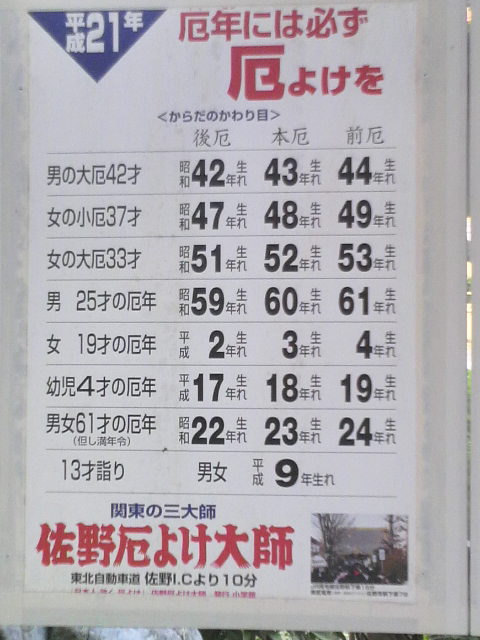 平成21年
厄年には必ず
厄よけを
<からだのかわり目>
後厄 本厄 前厄
男の大厄42才 昭和42年生れ 43年生れ 44年生れ
女の小厄37才 昭和47年生れ 48年生れ 49年生れ
女の大厄33才 昭和51年生れ 52年生れ 53年生れ
男 25才の厄年 昭和59年生れ 60年生れ 61年生れ
女 19才の厄年 平成2年生れ 3年生れ 4年生れ
幼児4才の厄年 平成17年生れ 18年生れ 19年生れ
男女61才の厄年 昭和22年生れ 23年生れ 24年生れ
(但し満年令)
13才詣り 男女 平成9年生れ
関東の三大師
佐野厄よけ大師
東北自動車道 佐野I.Cより10分